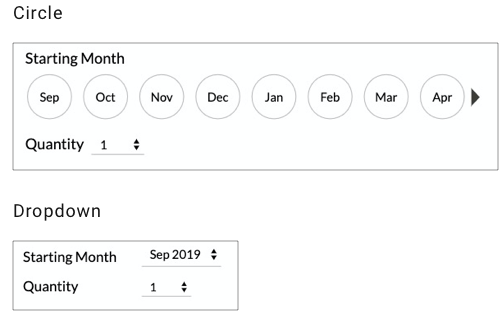 Circle
Starting Month
Sep Oct Nov Dec Jan Feb Mar Apr
Quantity 1
Dropdown
Starting Month Sep 2019
Quantity 1